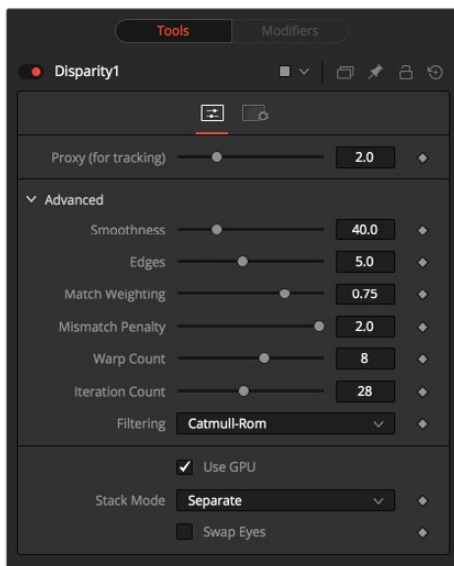 Tools Modifiers
Disparity1
Proxy (for tracking) 2.0
Advanced
Smoothness 40.0
Edges 5.0
Match Weighting 0.75
Mismatch Penalty 2.0
Warp Count 8
Iteration Count 28
Filtering Catmull-Rom
Use GPU
Stack Mode Separate
Swap Eyes